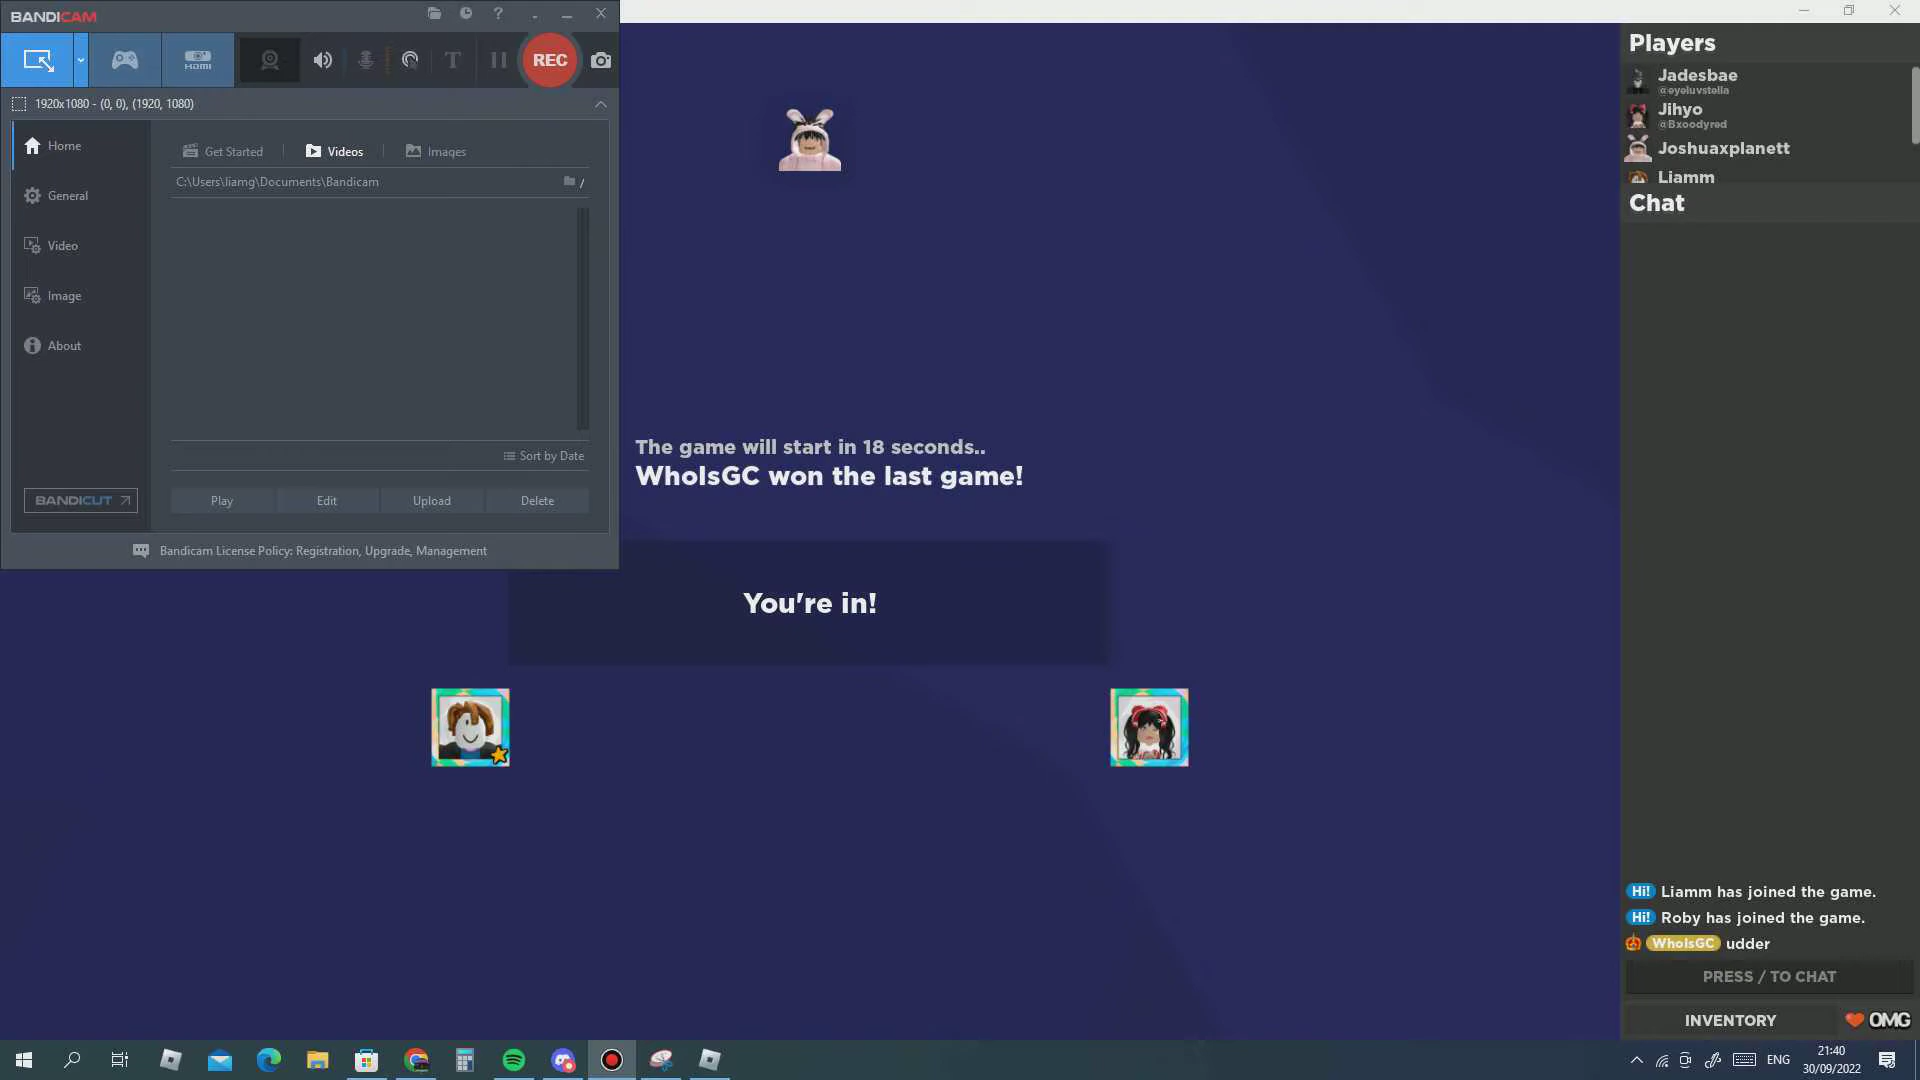 BANDICAM
HDMI
T
REC
1920x1080 - (0, 0), (1920, 1080)
Home
General
Video
Image
About
BANDICUT
Get Started
Videos
Images
C:\Users\liamg\Documents\Bandicam
/
Sort by Date
Play
Edit
Upload
Delete
Bandicam License Policy: Registration, Upgrade, Management
The game will start in 18 seconds..
WhoIsGC won the last game!
You're in!
Players
Jadesbae
@eyeluvstella
Jihyo
@Bxoodyred
Joshuaxplanett
Liamm
Chat
Hi! Liamm has joined the game.
Hi! Roby has joined the game.
WhoIsGC udder
PRESS / TO CHAT
INVENTORY
OMG
ENG
21:40
30/09/2022